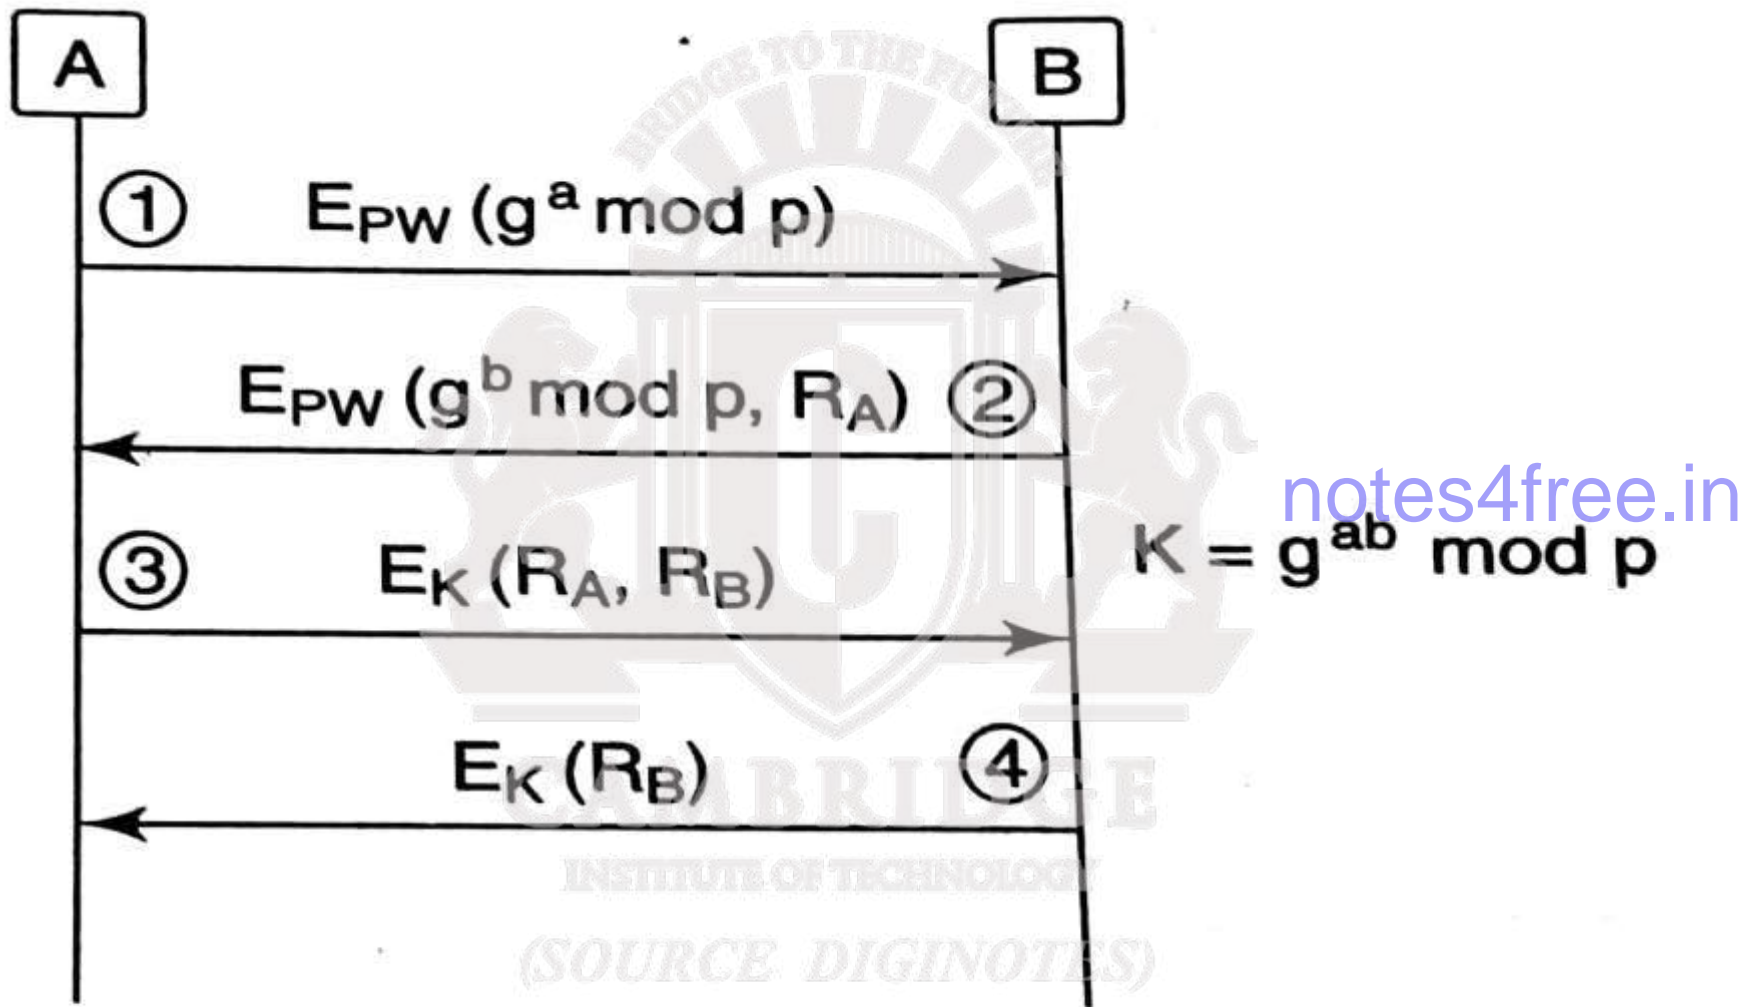 A
B
BRIDGE TO THE FUTURE
① E_PW (g^a mod p)
E_PW (g^b mod p, R_A) ②
notes4free.in
K = g^ab mod p
③ E_K (R_A, R_B)
E_K (R_B) ④
C
CAMBRIDGE
INSTITUTE OF TECHNOLOGY
(SOURCE DIGINOTES)